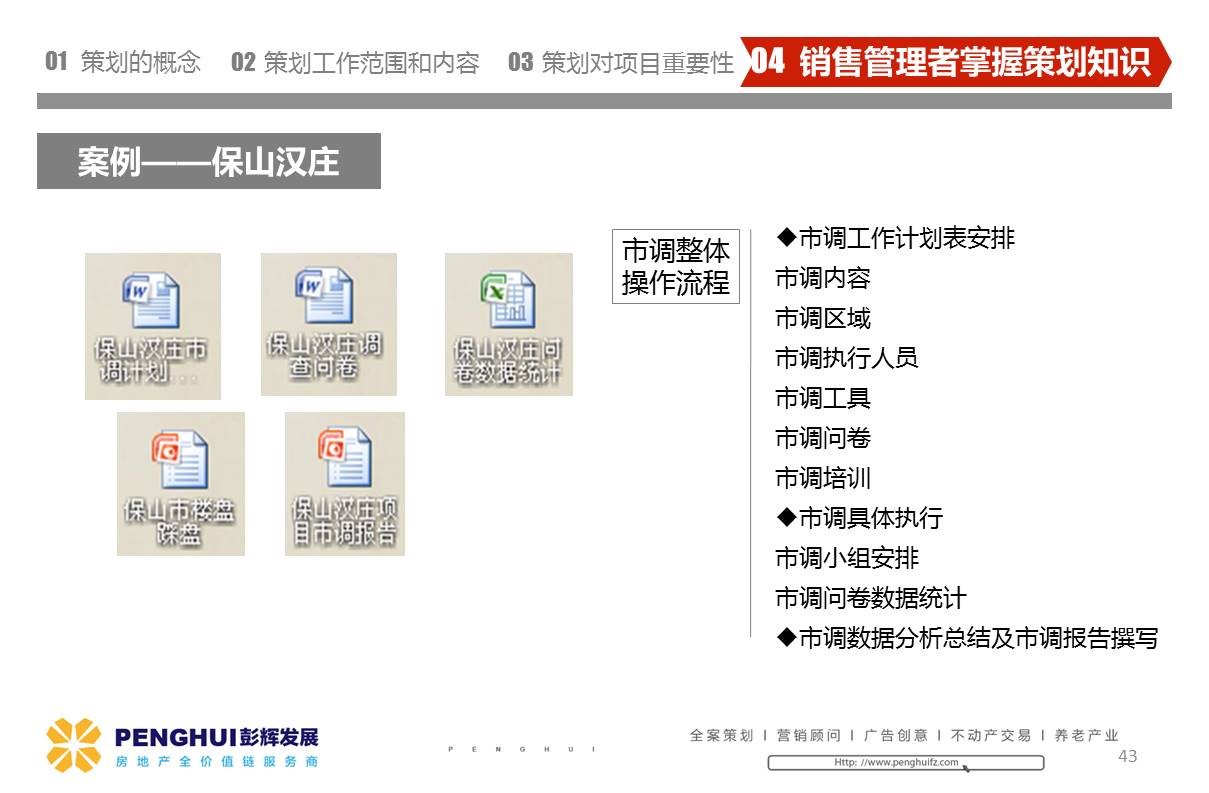 01 策划的概念 02 策划工作范围和内容 03 策划对项目重要性 04 销售管理者掌握策划知识
案例——保山汉庄
保山汉庄市
调计划...
保山汉庄调
查问卷
保山汉庄问
卷数据统计
保山市楼盘
踩盘
保山汉庄项
目市调报告
市调整体
操作流程
◆市调工作计划表安排
市调内容
市调区域
市调执行人员
市调工具
市调问卷
市调培训
◆市调具体执行
市调小组安排
市调问卷数据统计
◆市调数据分析总结及市调报告撰写
PENGHUI彭辉发展
房地产全价值链服务商
PENGHUI
全案策划 I 营销顾问 I 广告创意 I 不动产交易 I 养老产业
Http: //www.penghuifz.com
43